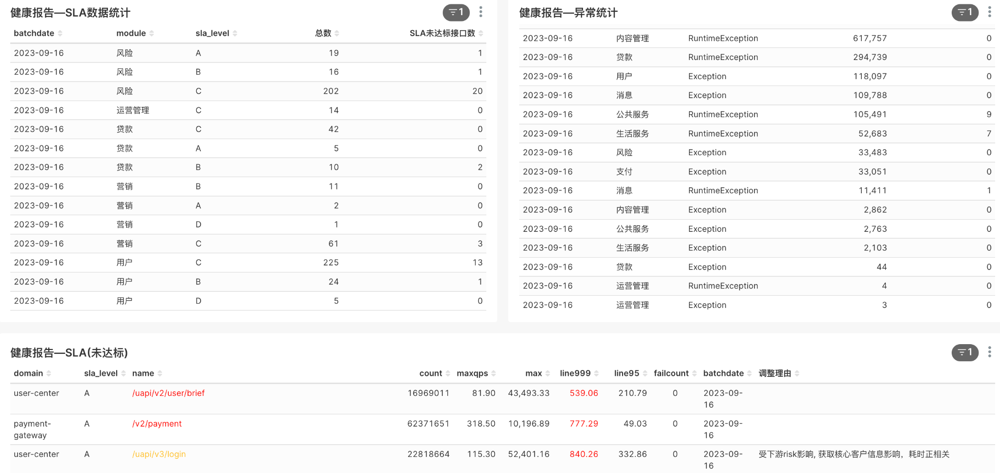 健康报告—SLA数据统计
1
batchdate module sla_level 总数 SLA未达标接口数
2023-09-16 风险 A 19 1
2023-09-16 风险 B 16 1
2023-09-16 风险 C 202 20
2023-09-16 运营管理 C 14 0
2023-09-16 贷款 C 42 0
2023-09-16 贷款 A 5 0
2023-09-16 贷款 B 10 2
2023-09-16 营销 B 11 0
2023-09-16 营销 A 2 0
2023-09-16 营销 D 1 0
2023-09-16 营销 C 61 3
2023-09-16 用户 C 225 13
2023-09-16 用户 B 24 1
2023-09-16 用户 D 5 0
健康报告—异常统计
1
2023-09-16 内容管理 RuntimeException 617,757 0
2023-09-16 贷款 RuntimeException 294,739 0
2023-09-16 用户 Exception 118,097 0
2023-09-16 消息 Exception 109,788 0
2023-09-16 公共服务 RuntimeException 105,491 9
2023-09-16 生活服务 RuntimeException 52,683 7
2023-09-16 风险 Exception 33,483 0
2023-09-16 支付 Exception 33,051 0
2023-09-16 消息 RuntimeException 11,411 1
2023-09-16 内容管理 Exception 2,862 0
2023-09-16 公共服务 Exception 2,763 0
2023-09-16 生活服务 Exception 2,103 0
2023-09-16 贷款 Exception 44 0
2023-09-16 运营管理 RuntimeException 4 0
2023-09-16 运营管理 Exception 3 0
健康报告—SLA(未达标)
1
domain sla_level name count maxqps max line999 line95 failcount batchdate 调整理由
user-center A /uapi/v2/user/brief 16969011 81.90 43,493.33 539.06 210.79 0 2023-09-
16
payment- A /v2/payment 62371651 318.50 10,196.89 777.29 49.03 0 2023-09-
gateway 16
user-center A /uapi/v3/login 22818664 115.30 52,401.16 840.26 332.86 0 2023-09- 受下游risk影响, 获取核心客户信息影响，耗时正相关
16